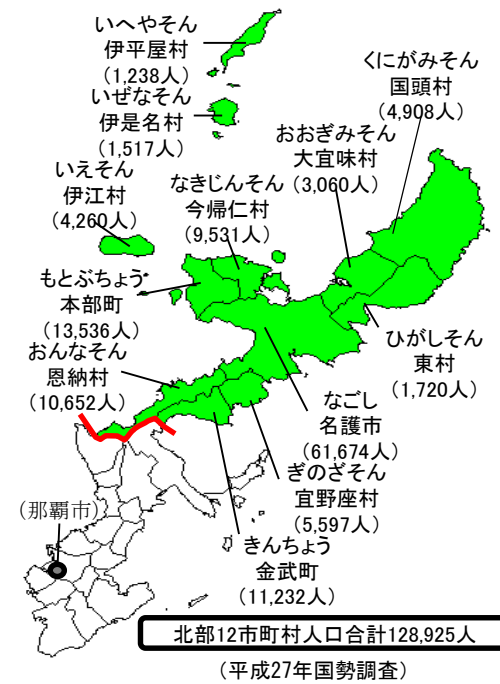 いへやそん
伊平屋村
（1,238人）
いぜなそん
伊是名村
（1,517人）
いえそん
伊江村
（4,260人）
なきじんそん
今帰仁村
（9,531人）
くにがみそん
国頭村
（4,908人）
おおぎみそん
大宜味村
（3,060人）
もとぶちょう
本部町
（13,536人）
おんなそん
恩納村
（10,652人）
ひがしそん
東村
（1,720人）
なごし
名護市
（61,674人）
ぎのざそん
宜野座村
（5,597人）
きんちょう
金武町
（11,232人）
（那覇市）
北部12市町村人口合計128,925人
（平成27年国勢調査）